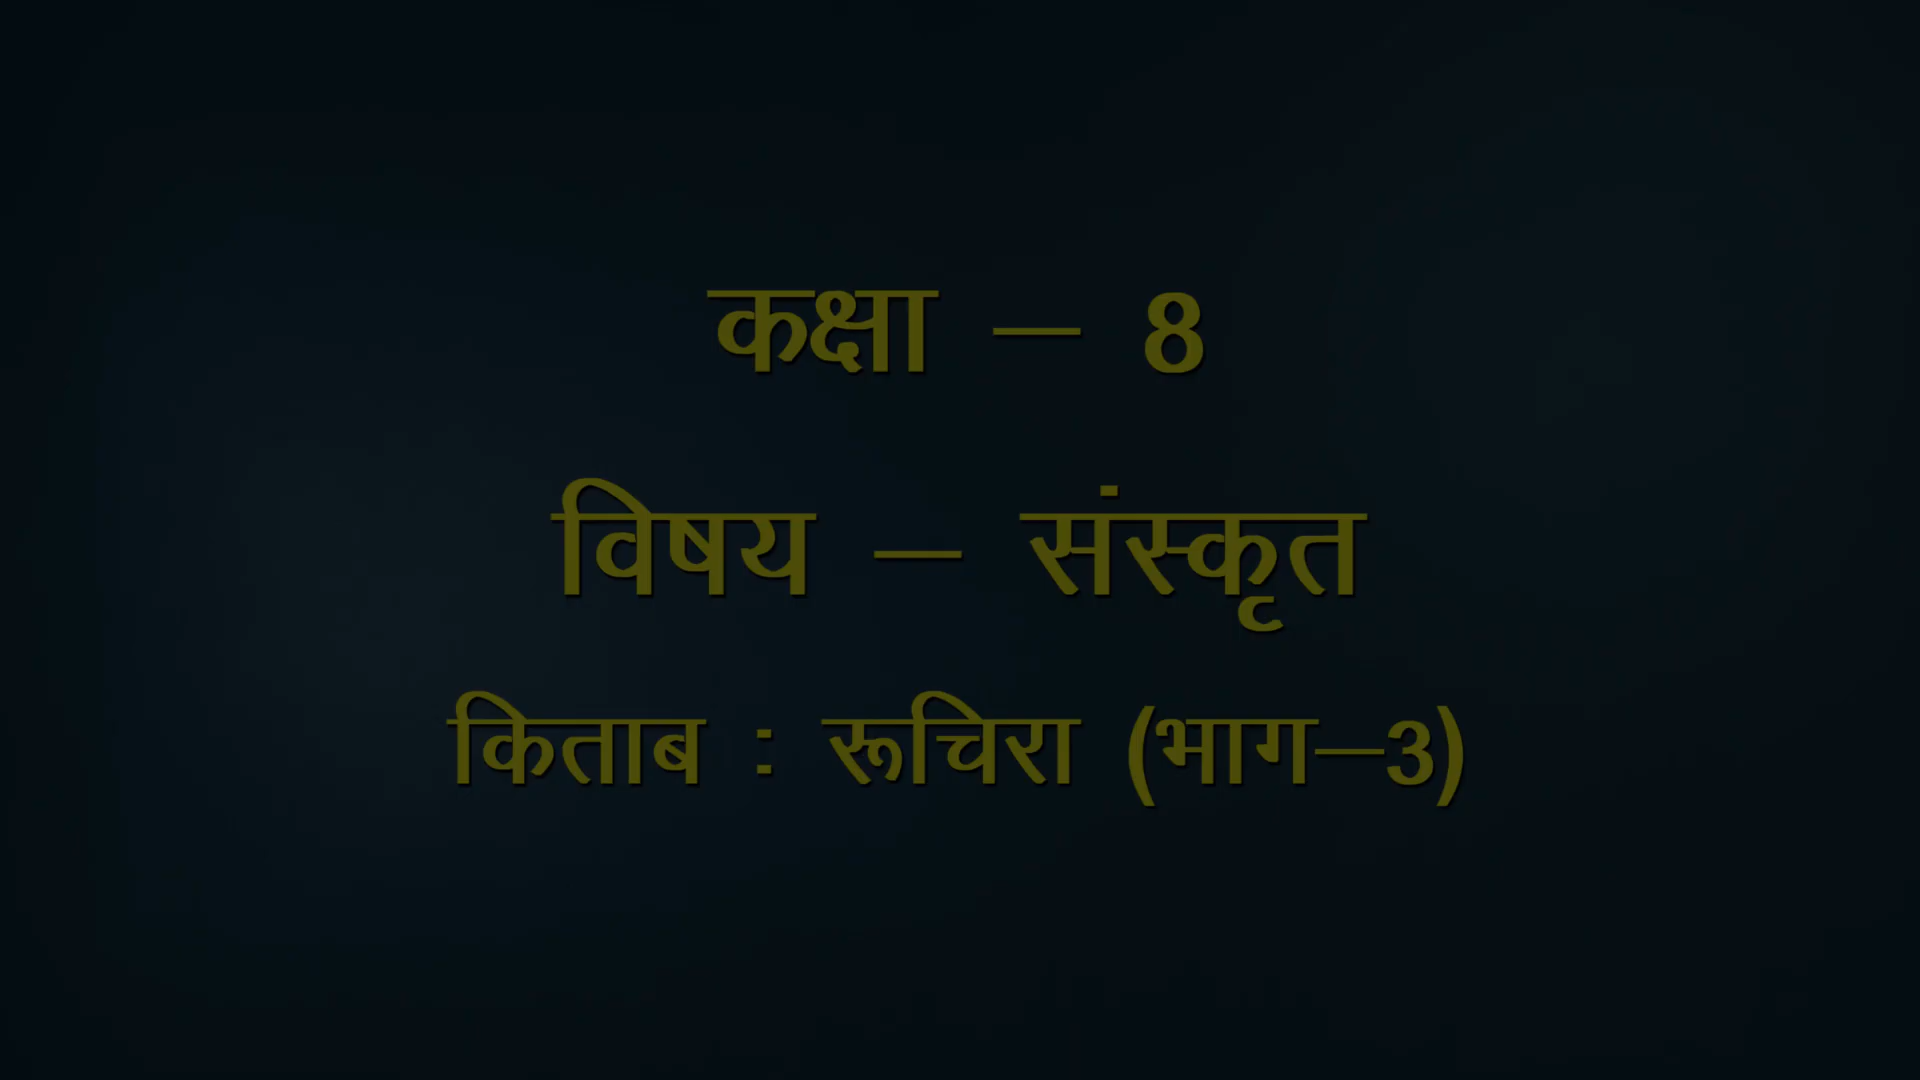 कक्षा – 8
विषय – संस्कृत
किताब : रूचिरा (भाग–3)